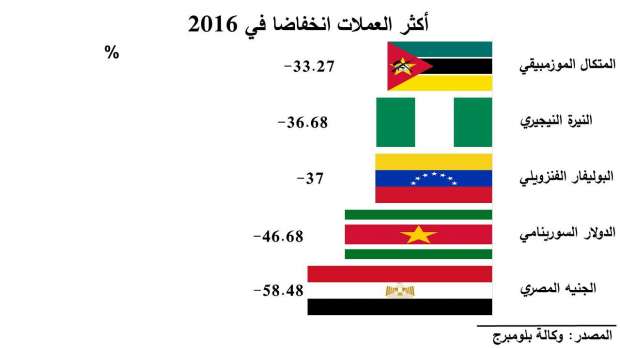 أكثر العملات انخفاضا في 2016
%
المتكال الموزمبيقي -33.27
النيرة النيجيري -36.68
البوليفار الفنزويلي -37
الدولار السورينامي -46.68
الجنيه المصري -58.48
المصدر: وكالة بلومبرج